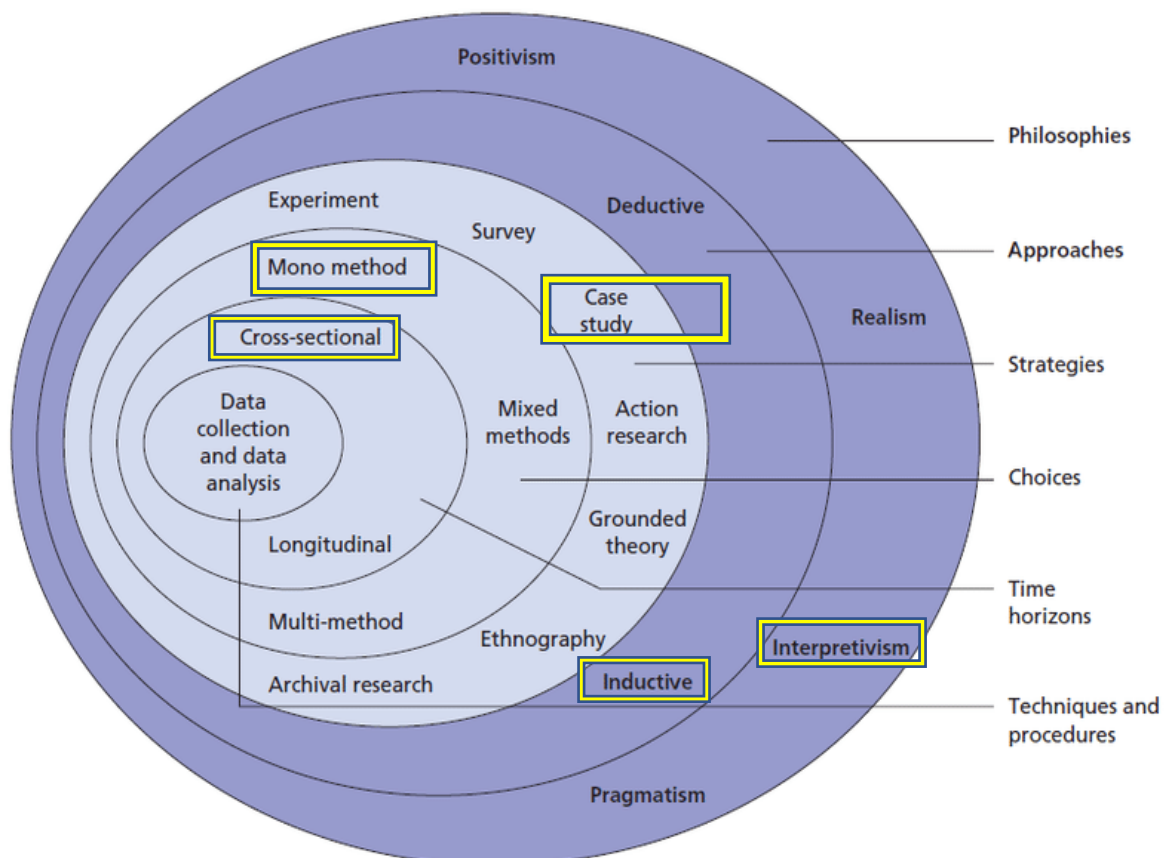 Positivism
Philosophies
Experiment
Deductive
Survey
Approaches
Mono method
Case
study
Realism
Cross-sectional
Strategies
Data
collection
and data
analysis
Mixed
methods
Action
research
Choices
Grounded
theory
Longitudinal
Time
horizons
Multi-method
Ethnography
Interpretivism
Inductive
Archival research
Techniques and
procedures
Pragmatism